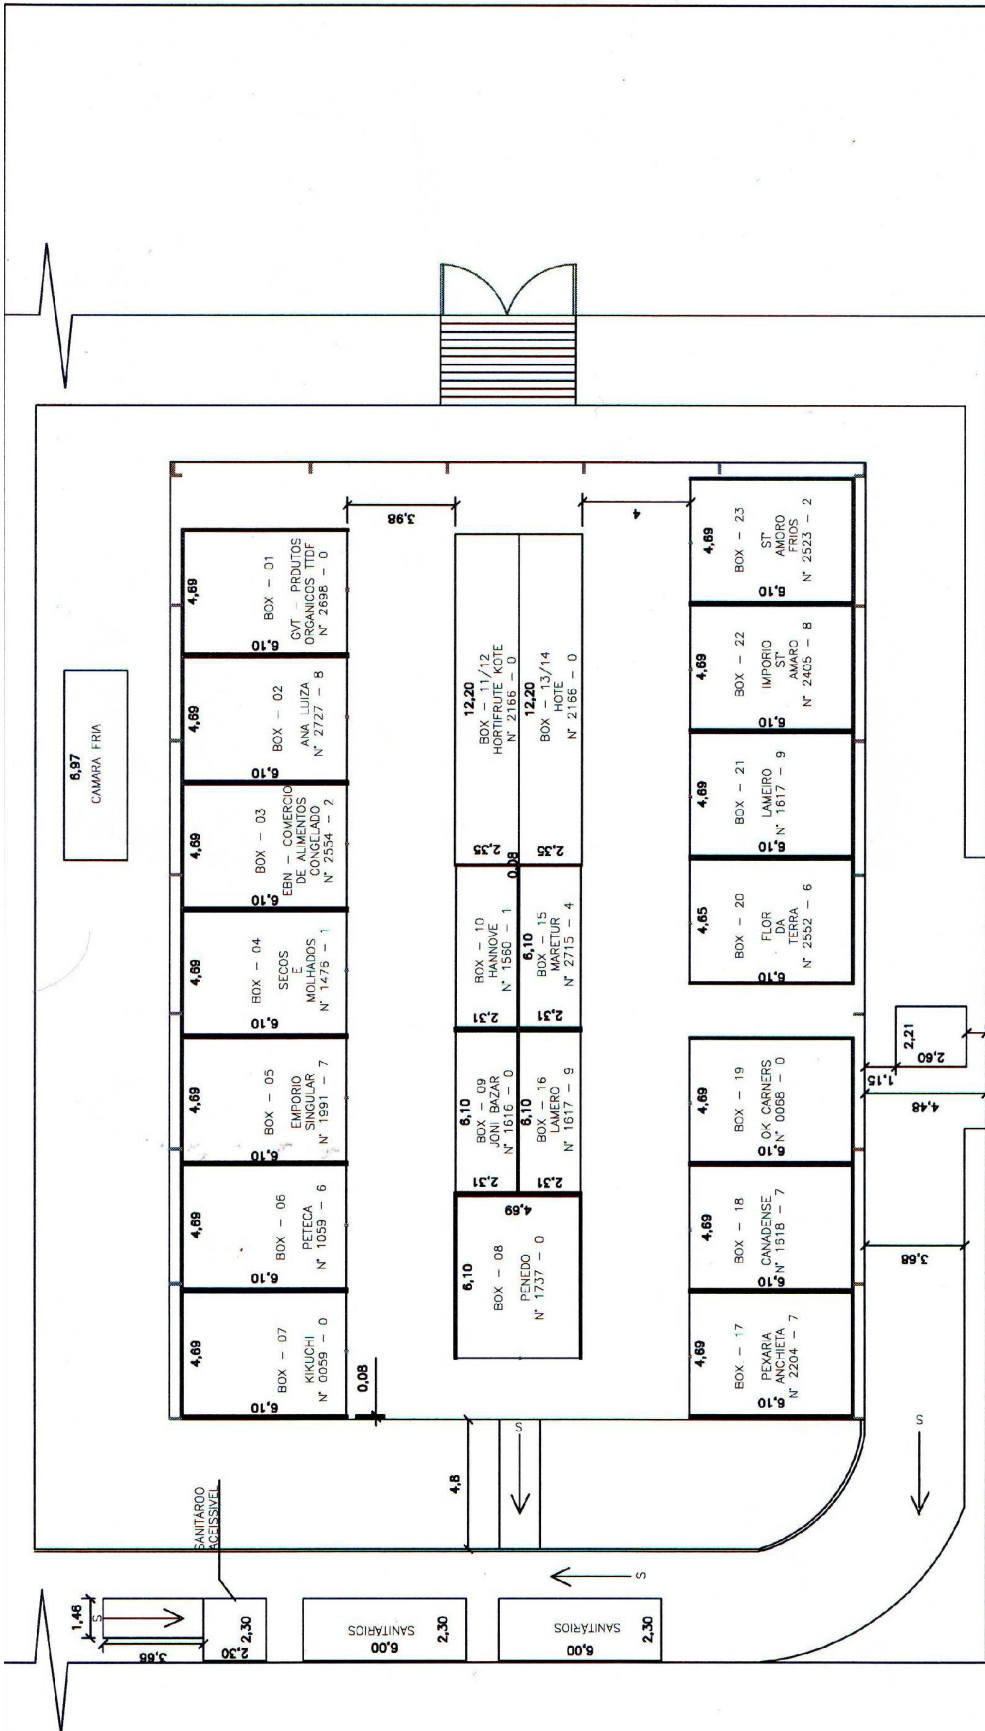 6,97
CAMARA FRIA
4,69
6,10
BOX - 01
GVT - PRDUTOS
ORGANICOS TTDF
N° 2698 - 0
4,69
6,10
BOX - 02
ANA LUIZA
N° 2727 - 8
4,69
6,10
BOX - 03
EBN - COMERCIO
DE ALIMENTOS
CONGELADO
N° 2554 - 2
4,69
6,10
BOX - 04
SECOS
E
MOLHADOS
N° 1475 - 1
4,69
6,10
BOX - 05
EMPORIO
SINGULAR
N° 1991 - 7
4,69
6,10
BOX - 06
PETECA
N° 1059 - 6
4,69
6,10
BOX - 07
KIKUCHI
N° 0059 - 0
0,08
3,98
4
12,20
BOX - 11/12
HORTIFRUTE KOTE
N° 2166 - 0
2,35
12,20
BOX - 13/14
HOTE
N° 2166 - 0
2,35
0,08
BOX - 10
HANNOVE
N° 1560 - 1
2,31
6,10
BOX - 15
MARETUR
N° 2715 - 4
2,31
6,10
BOX - 09
JONI BAZAR
N° 1616 - 0
2,31
6,10
BOX - 16
LAMERO
N° 1617 - 9
2,31
4,69
6,10
BOX - 08
PENEDO
N° 1737 - 0
4,69
BOX - 23
ST°
AMORO
FRIOS
N° 2523 - 2
6,10
4,69
BOX - 22
IMPORIO
ST°
AMARO
N° 2405 - 8
6,10
4,69
BOX - 21
LAMEIRO
N° 1617 - 9
6,10
4,65
BOX - 20
FLOR
DA
TERRA
N° 2552 - 6
6,10
4,69
BOX - 19
OK CARNERS
N° 0068 - 0
6,10
4,69
BOX - 18
CANADENSE
N° 1618 - 7
6,10
4,69
BOX - 17
PEXARIA
ANCHIETA
N° 2204 - 7
6,10
2,21
2,60
1,15
4,48
3,68
S
S
4,8
S
SANITÁROO
ACEISSIVEL
1,46
S
3,66
2,30
2,30
SANITÁRIOS
6,00
2,30
SANITÁRIOS
6,00
2,30